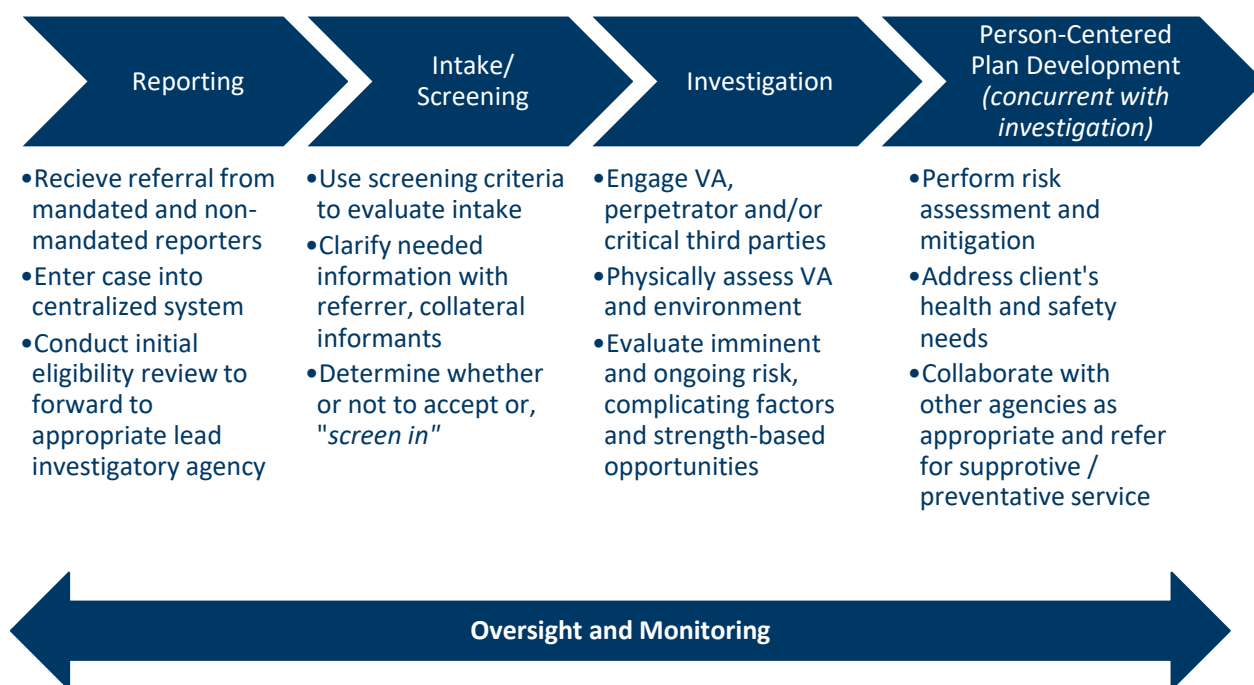 Reporting
•Recieve referral from
mandated and non-
mandated reporters
•Enter case into
centralized system
•Conduct initial
eligibility review to
forward to
appropriate lead
investigatory agency
Intake/
Screening
•Use screening criteria
to evaluate intake
•Clarify needed
information with
referrer, collateral
informants
•Determine whether
or not to accept or,
"screen in"
Investigation
•Engage VA,
perpetrator and/or
critical third parties
•Physically assess VA
and environment
•Evaluate imminent
and ongoing risk,
complicating factors
and strength-based
opportunities
Person-Centered
Plan Development
(concurrent with
investigation)
•Perform risk
assessment and
mitigation
•Address client's
health and safety
needs
•Collaborate with
other agencies as
appropriate and refer
for supprotive /
preventative service
Oversight and Monitoring